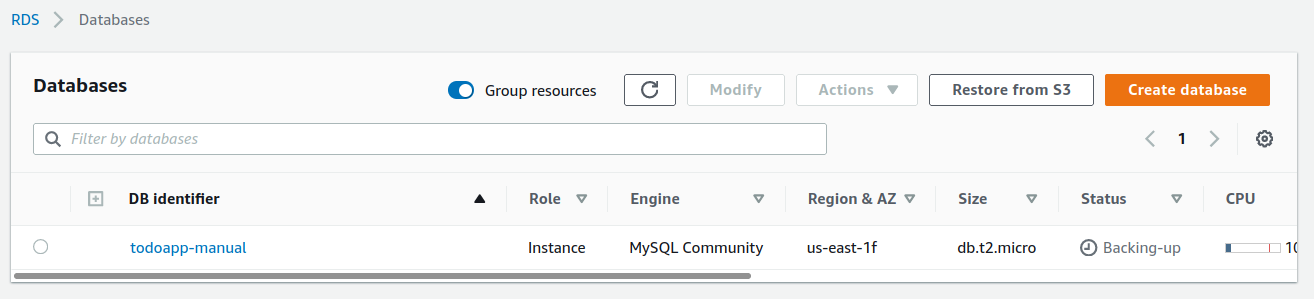 RDS > Databases
Databases Group resources Modify Actions Restore from S3 Create database
Filter by databases 1
DB identifier Role Engine Region & AZ Size Status CPU
todoapp-manual Instance MySQL Community us-east-1f db.t2.micro Backing-up